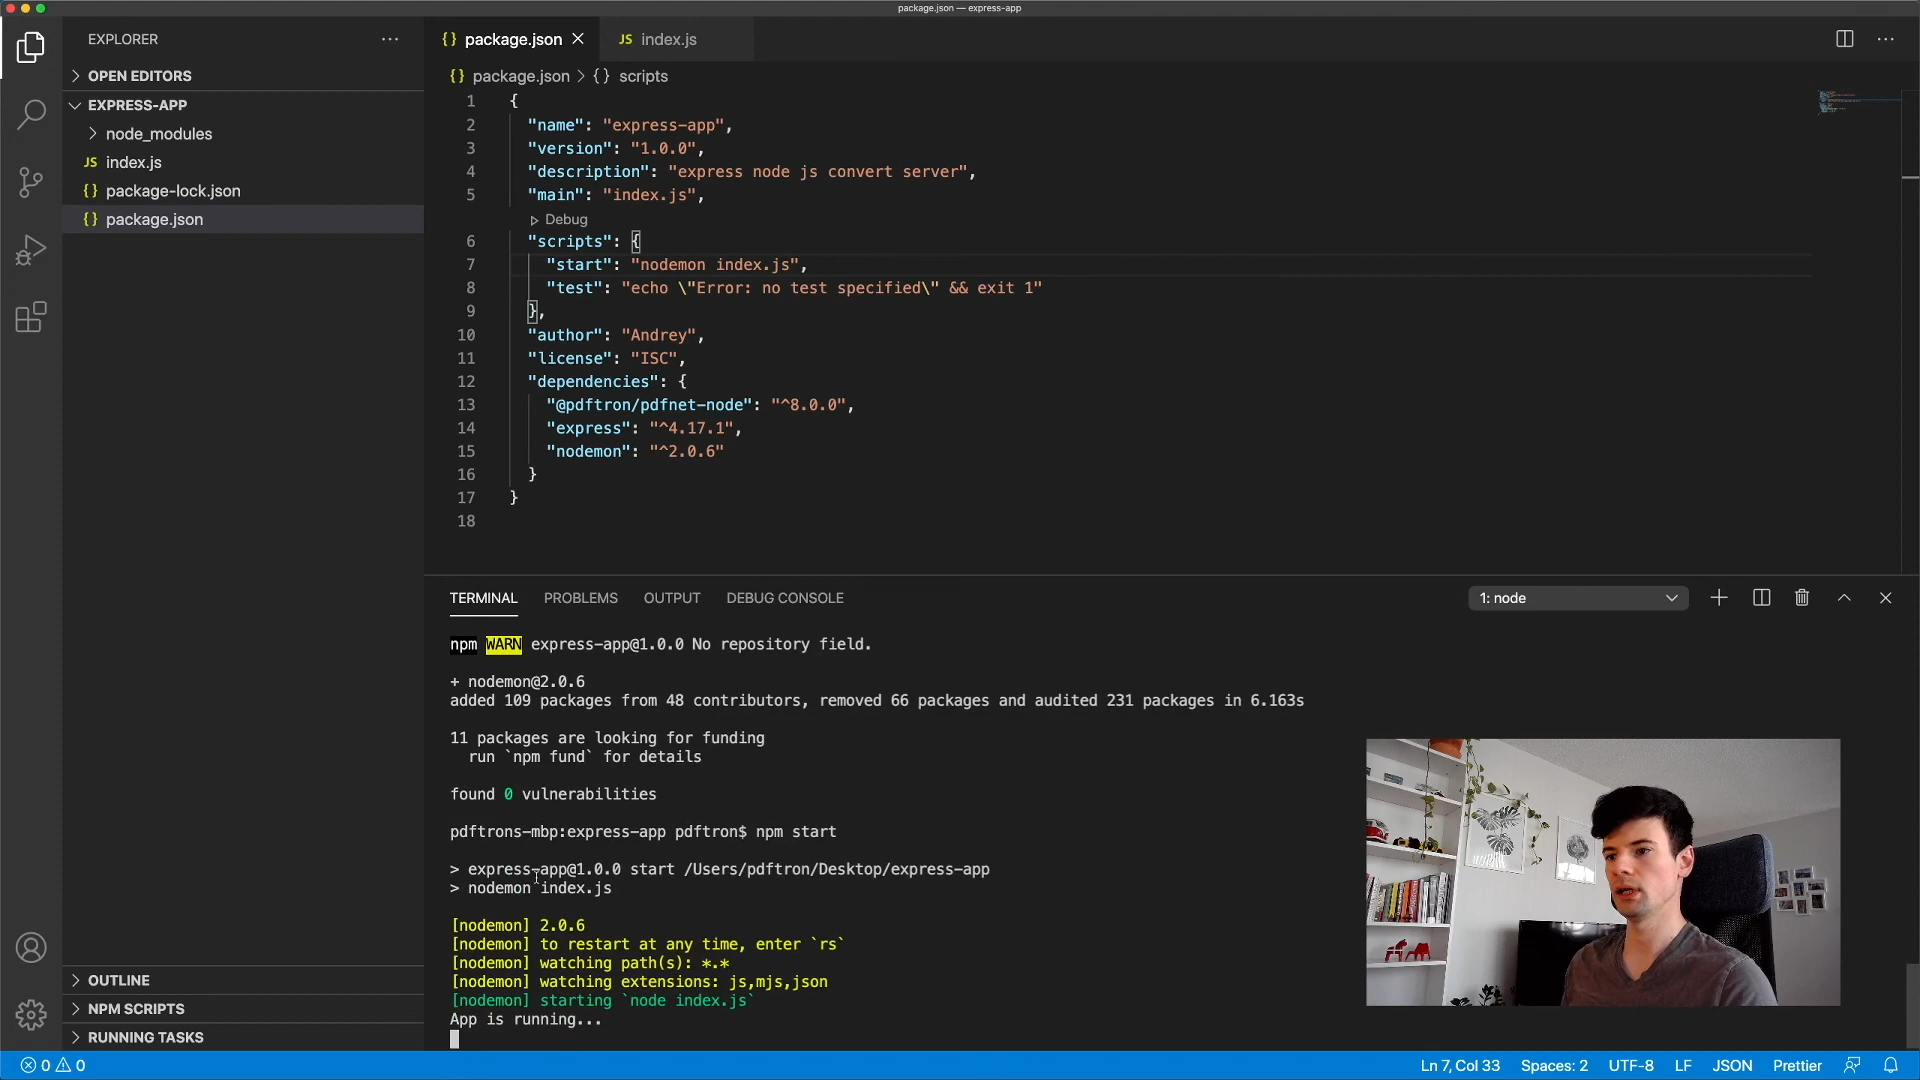 package.json — express-app
EXPLORER
OPEN EDITORS
EXPRESS-APP
node_modules
JS index.js
{} package-lock.json
{} package.json
OUTLINE
NPM SCRIPTS
RUNNING TASKS
{} package.json
JS index.js
{} package.json > {} scripts
1 {
2 "name": "express-app",
3 "version": "1.0.0",
4 "description": "express node js convert server",
5 "main": "index.js",
Debug
6 "scripts": {
7 "start": "nodemon index.js",
8 "test": "echo \"Error: no test specified\" && exit 1"
9 },
10 "author": "Andrey",
11 "license": "ISC",
12 "dependencies": {
13 "@pdftron/pdfnet-node": "^8.0.0",
14 "express": "^4.17.1",
15 "nodemon": "^2.0.6"
16 }
17 }
18
TERMINAL PROBLEMS OUTPUT DEBUG CONSOLE 1: node
npm WARN express-app@1.0.0 No repository field.
+ nodemon@2.0.6
added 109 packages from 48 contributors, removed 66 packages and audited 231 packages in 6.163s
11 packages are looking for funding
run `npm fund` for details
found 0 vulnerabilities
pdftrons-mbp:express-app pdftron$ npm start
> express-app@1.0.0 start /Users/pdftron/Desktop/express-app
> nodemon index.js
[nodemon] 2.0.6
[nodemon] to restart at any time, enter `rs`
[nodemon] watching path(s): *.*
[nodemon] watching extensions: js,mjs,json
[nodemon] starting `node index.js`
App is running...
0 0 Ln 7, Col 33 Spaces: 2 UTF-8 LF JSON Prettier